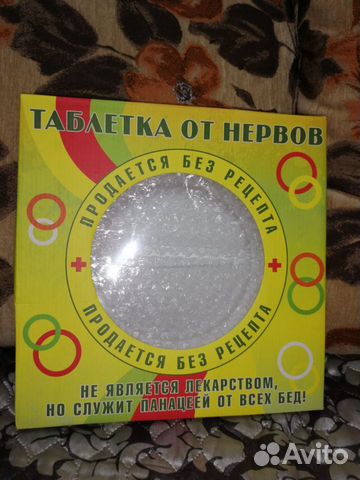 ТАБЛЕТКА ОТ НЕРВОВ
ПРОДАЕТСЯ БЕЗ РЕЦЕПТА
ПРОДАЕТСЯ БЕЗ РЕЦЕПТА
НЕ ЯВЛЯЕТСЯ ЛЕКАРСТВОМ,
НО СЛУЖИТ ПАНАЦЕЕЙ ОТ ВСЕХ БЕД!
Avito